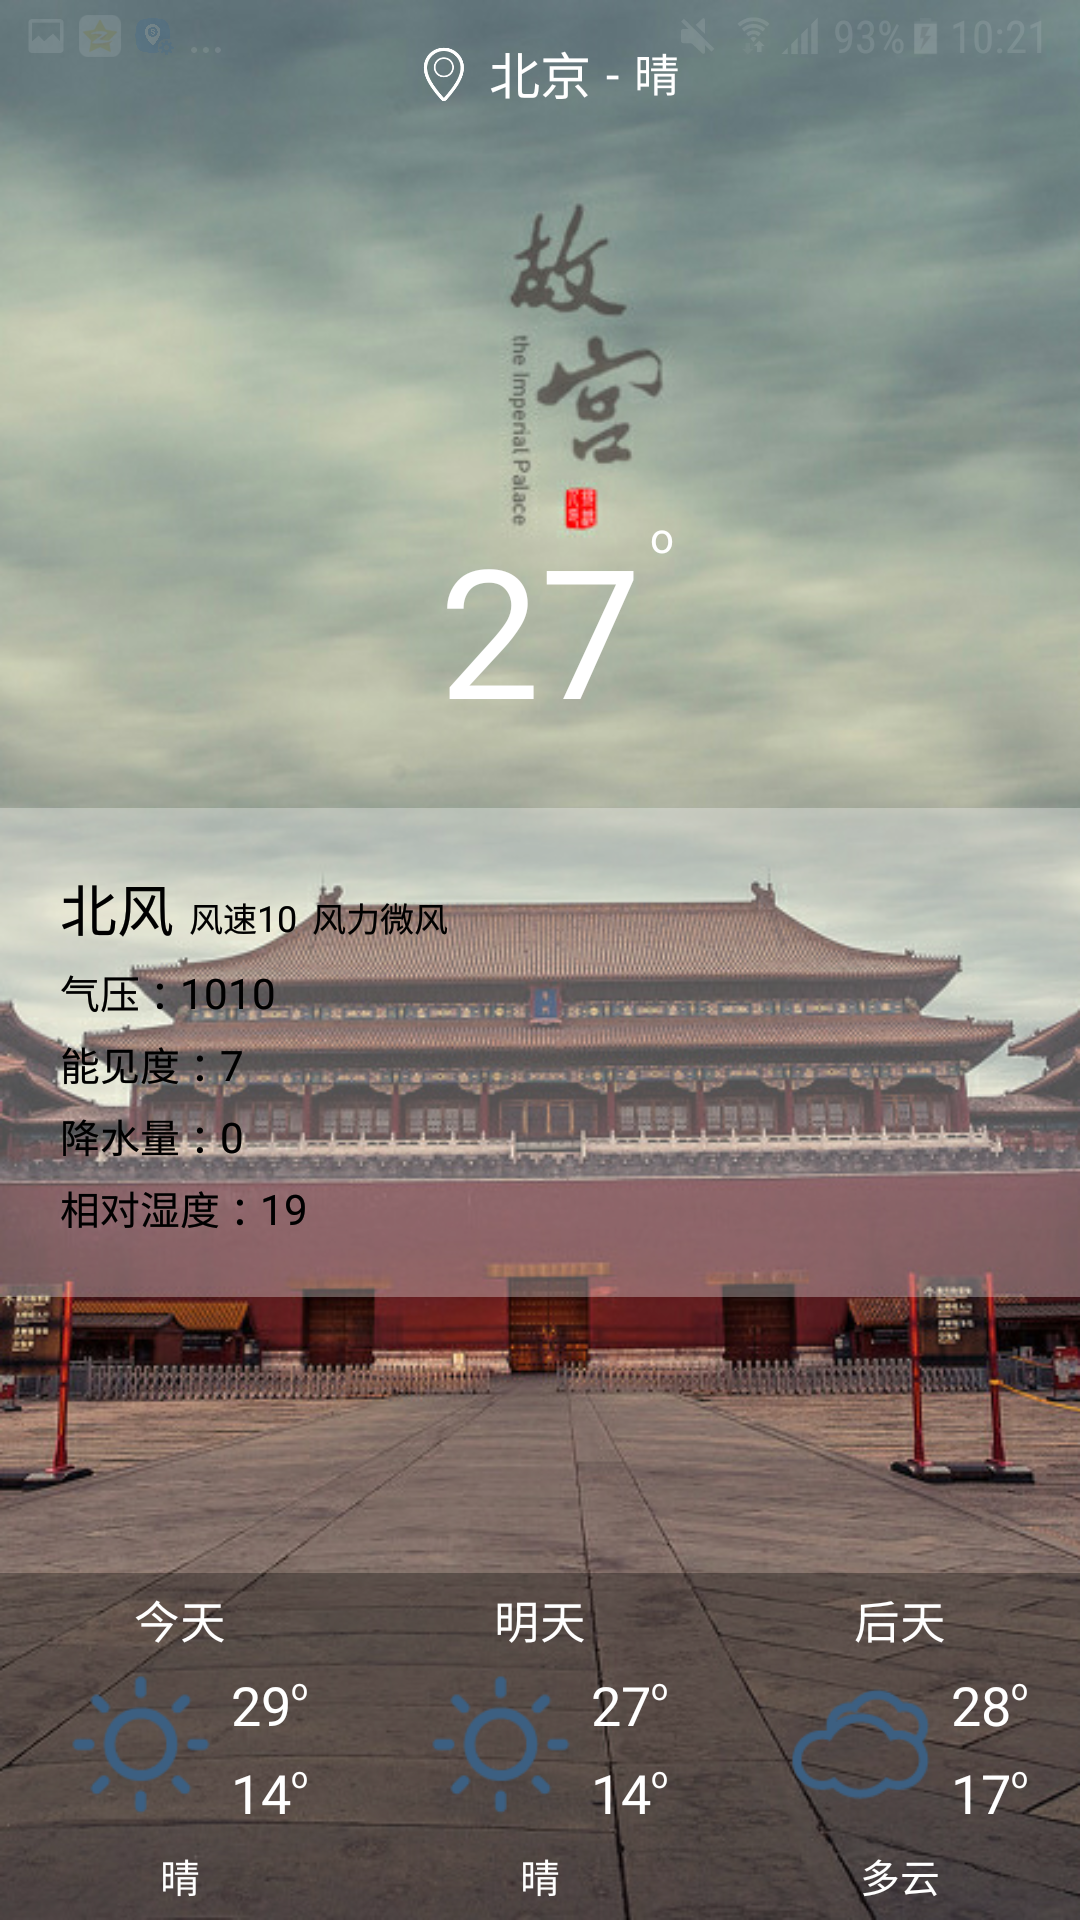 ... 93% 10:21
北京 - 晴
故宫
the Imperial Palace
27°
北风 风速10 风力微风
气压：1010
能见度：7
降水量：0
相对湿度：19
今天 明天 后天
29° 27° 28°
14° 14° 17°
晴 晴 多云